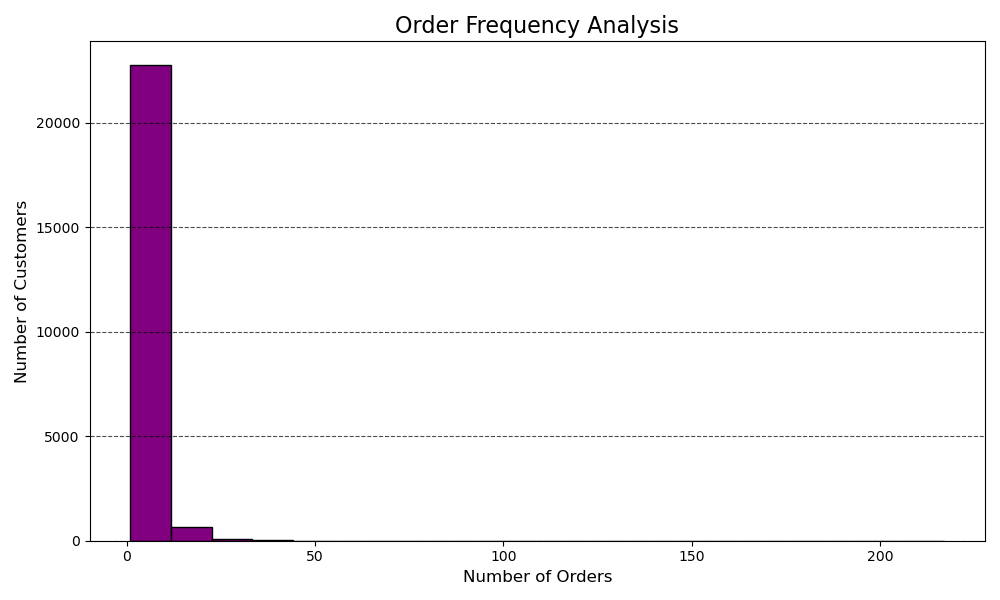 Order Frequency Analysis
Number of Customers
20000
15000
10000
5000
0
0 50 100 150 200
Number of Orders